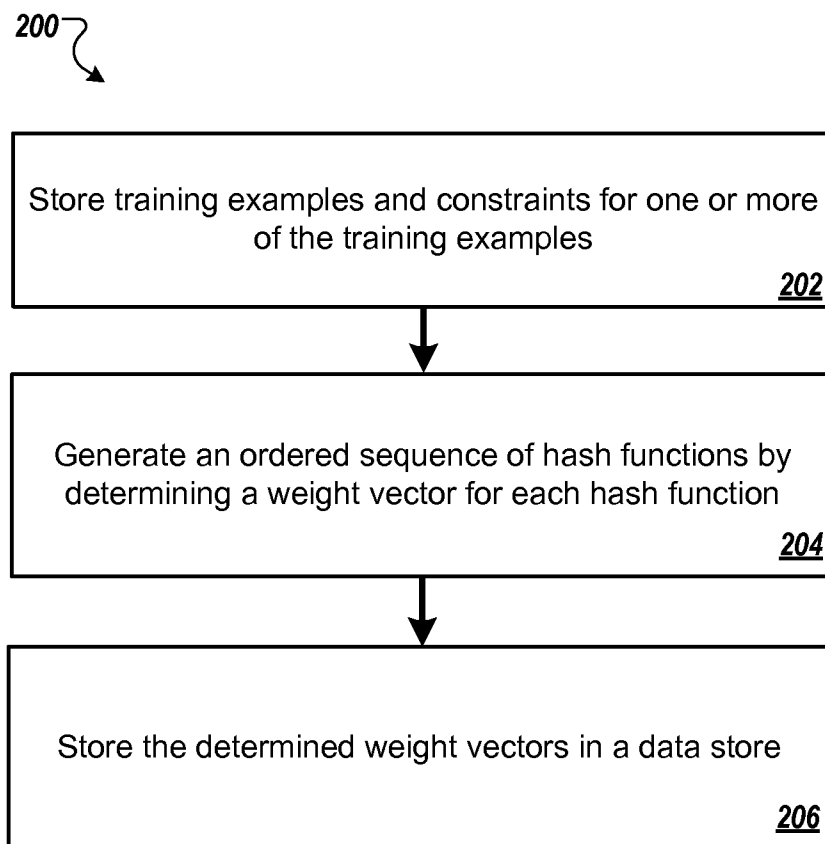 200
Store training examples and constraints for one or more
of the training examples
202
Generate an ordered sequence of hash functions by
determining a weight vector for each hash function
204
Store the determined weight vectors in a data store
206